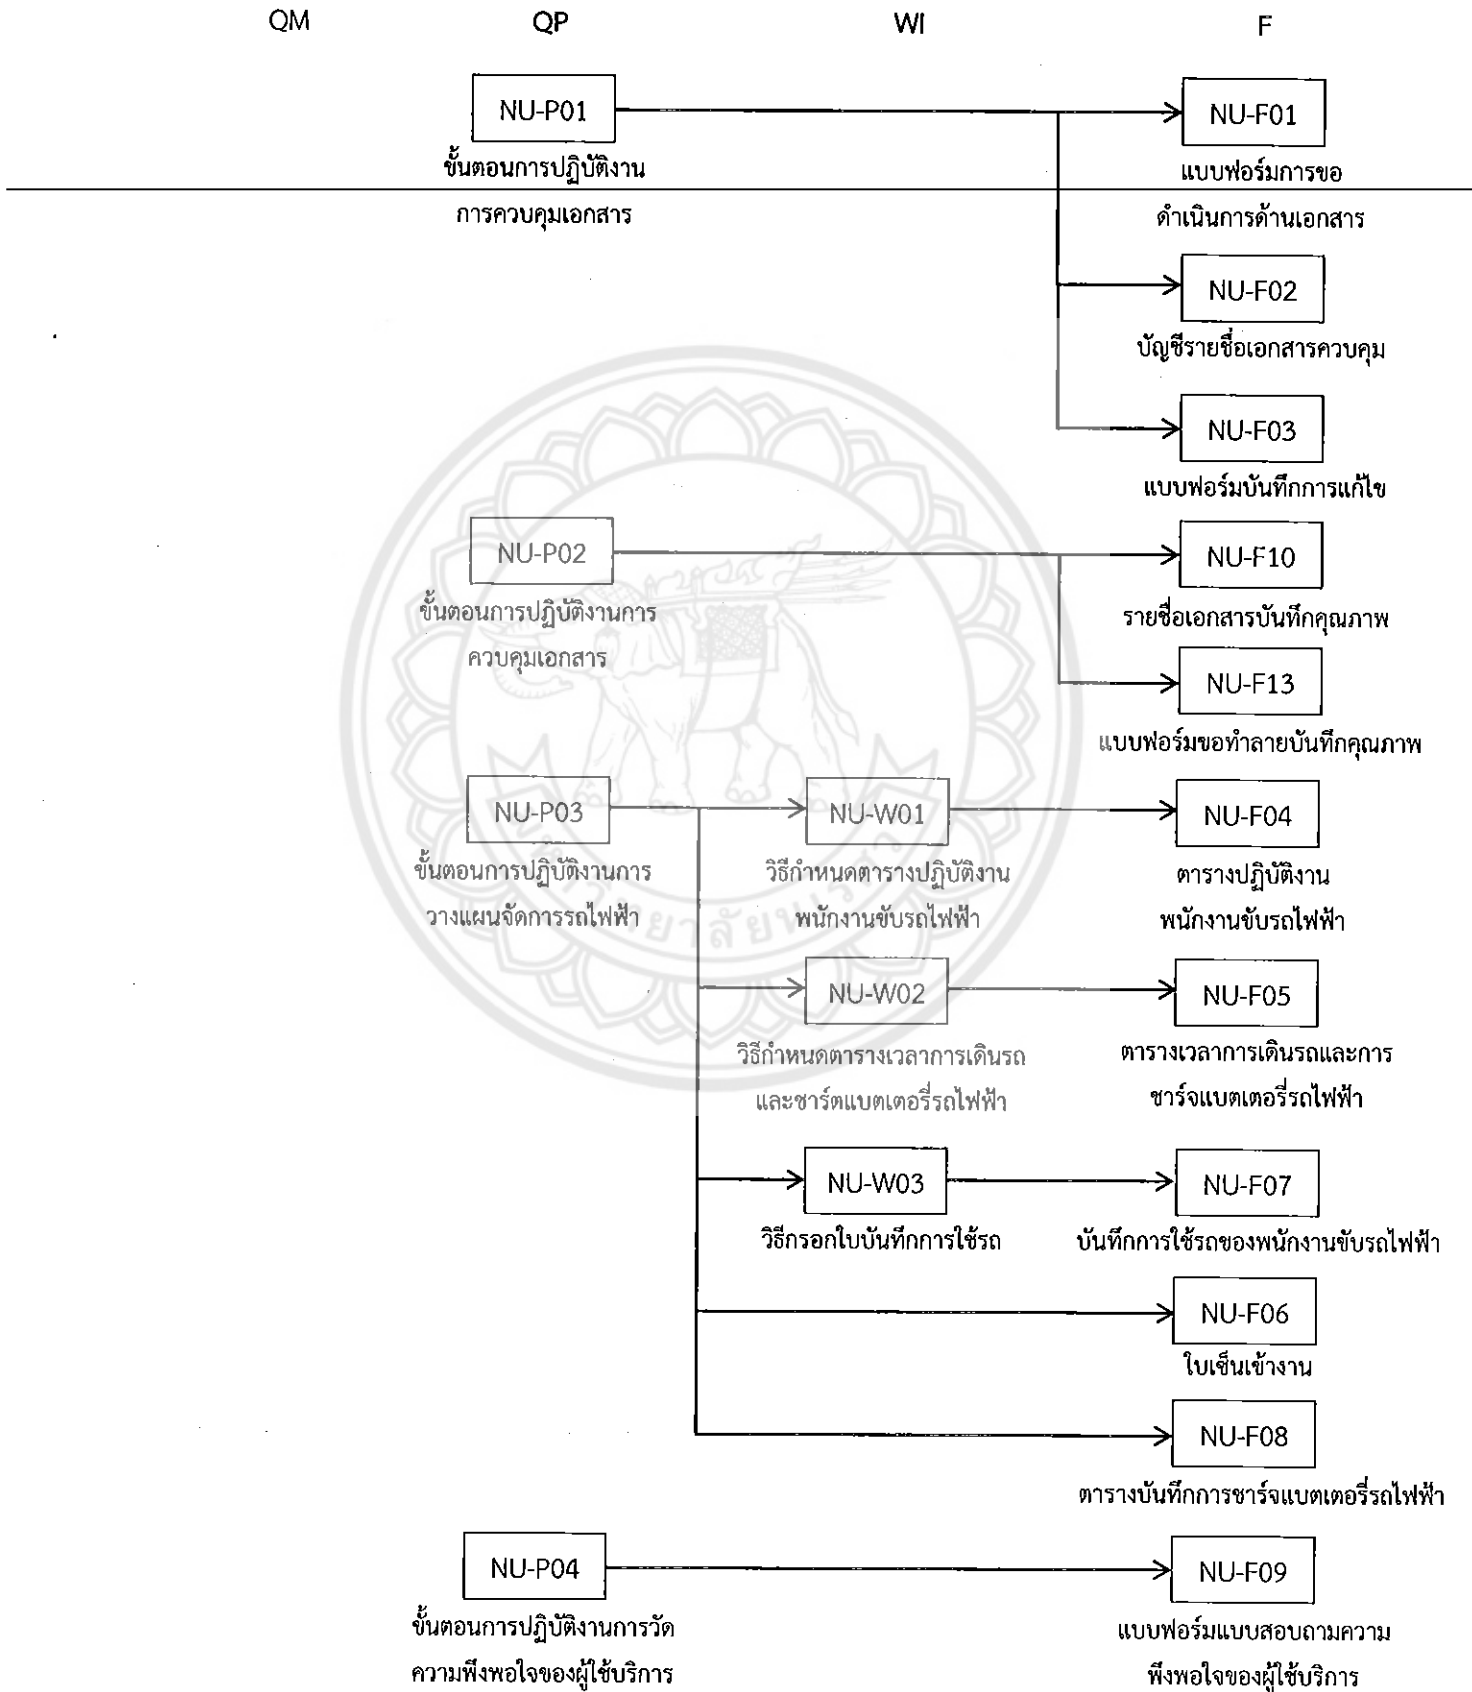 QM QP WI F
NU-P01 NU-F01
ขั้นตอนการปฏิบัติงาน แบบฟอร์มการขอ
การควบคุมเอกสาร ดำเนินการด้านเอกสาร
NU-F02
บัญชีรายชื่อเอกสารควบคุม
NU-F03
แบบฟอร์มบันทึกการแก้ไข
NU-P02 NU-F10
ขั้นตอนการปฏิบัติงานการ รายชื่อเอกสารบันทึกคุณภาพ
ควบคุมเอกสาร
NU-F13
แบบฟอร์มขอทำลายบันทึกคุณภาพ
NU-P03 NU-W01 NU-F04
ขั้นตอนการปฏิบัติงานการ วิธีกำหนดตารางปฏิบัติงาน ตารางปฏิบัติงาน
วางแผนจัดการรถไฟฟ้า พนักงานขับรถไฟฟ้า พนักงานขับรถไฟฟ้า
NU-W02 NU-F05
วิธีกำหนดตารางเวลาการเดินรถ ตารางเวลาการเดินรถและการ
และชาร์ตแบตเตอรี่รถไฟฟ้า ชาร์จแบตเตอรี่รถไฟฟ้า
NU-W03 NU-F07
วิธีกรอกใบบันทึกการใช้รถ บันทึกการใช้รถของพนักงานขับรถไฟฟ้า
NU-F06
ใบเซ็นเข้างาน
NU-F08
ตารางบันทึกการชาร์จแบตเตอรี่รถไฟฟ้า
NU-P04 NU-F09
ขั้นตอนการปฏิบัติงานการวัด แบบฟอร์มแบบสอบถามความ
ความพึงพอใจของผู้ใช้บริการ พึงพอใจของผู้ใช้บริการ
มหาวิทยาลัยนเรศวร